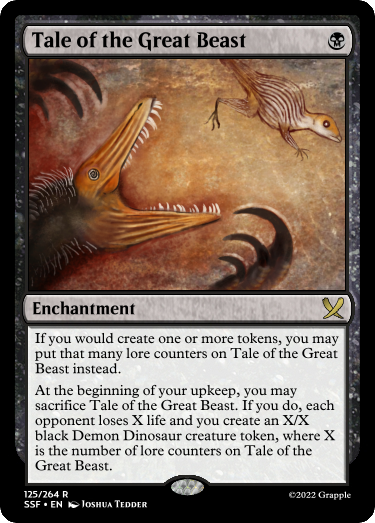 Tale of the Great Beast
Enchantment
If you would create one or more tokens, you may
put that many lore counters on Tale of the Great
Beast instead.
At the beginning of your upkeep, you may
sacrifice Tale of the Great Beast. If you do, each
opponent loses X life and you create an X/X
black Demon Dinosaur creature token, where X
is the number of lore counters on Tale of the
Great Beast.
125/264 R
SSF • EN Joshua Tedder
©2022 Grapple